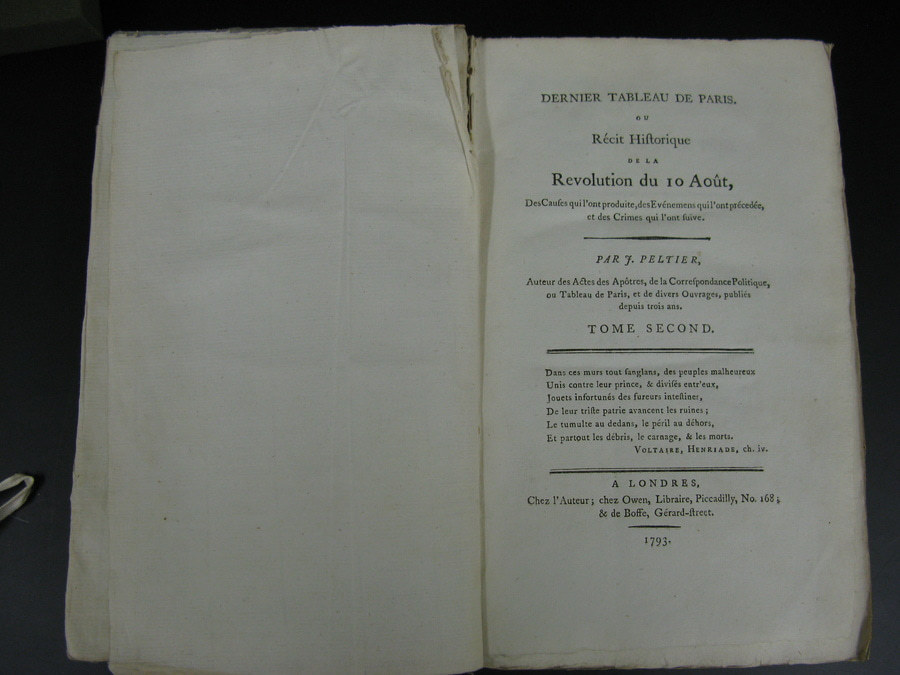 DERNIER TABLEAU DE PARIS.
OU
Récit Hiſtorique
DE LA
Revolution du 10 Août,
Des Cauſes qui l'ont produite, des Evénemens qui l'ont précedée,
et des Crimes qui l'ont ſuive.
PAR J. PELTIER,
Auteur des Actes des Apôtres, de la Correſpondance Politique,
ou Tableau de Paris, et de divers Ouvrages, publiés
depuis trois ans.
TOME SECOND.
Dans ces murs tout ſanglans, des peuples malheureux
Unis contre leur prince, & diviſés entr'eux,
Jouets infortunés des fureurs inteſtines,
De leur triſte patrie avancent les ruines ;
Le tumulte au dedans, le péril au déhors,
Et partout les débris, le carnage, & les morts.
VOLTAIRE, HENRIADE, ch. iv.
A LONDRES,
Chez l'Auteur ; chez Owen, Libraire, Piccadilly, No. 168 ;
& de Boffe, Gérard-ſtreet.
1793.